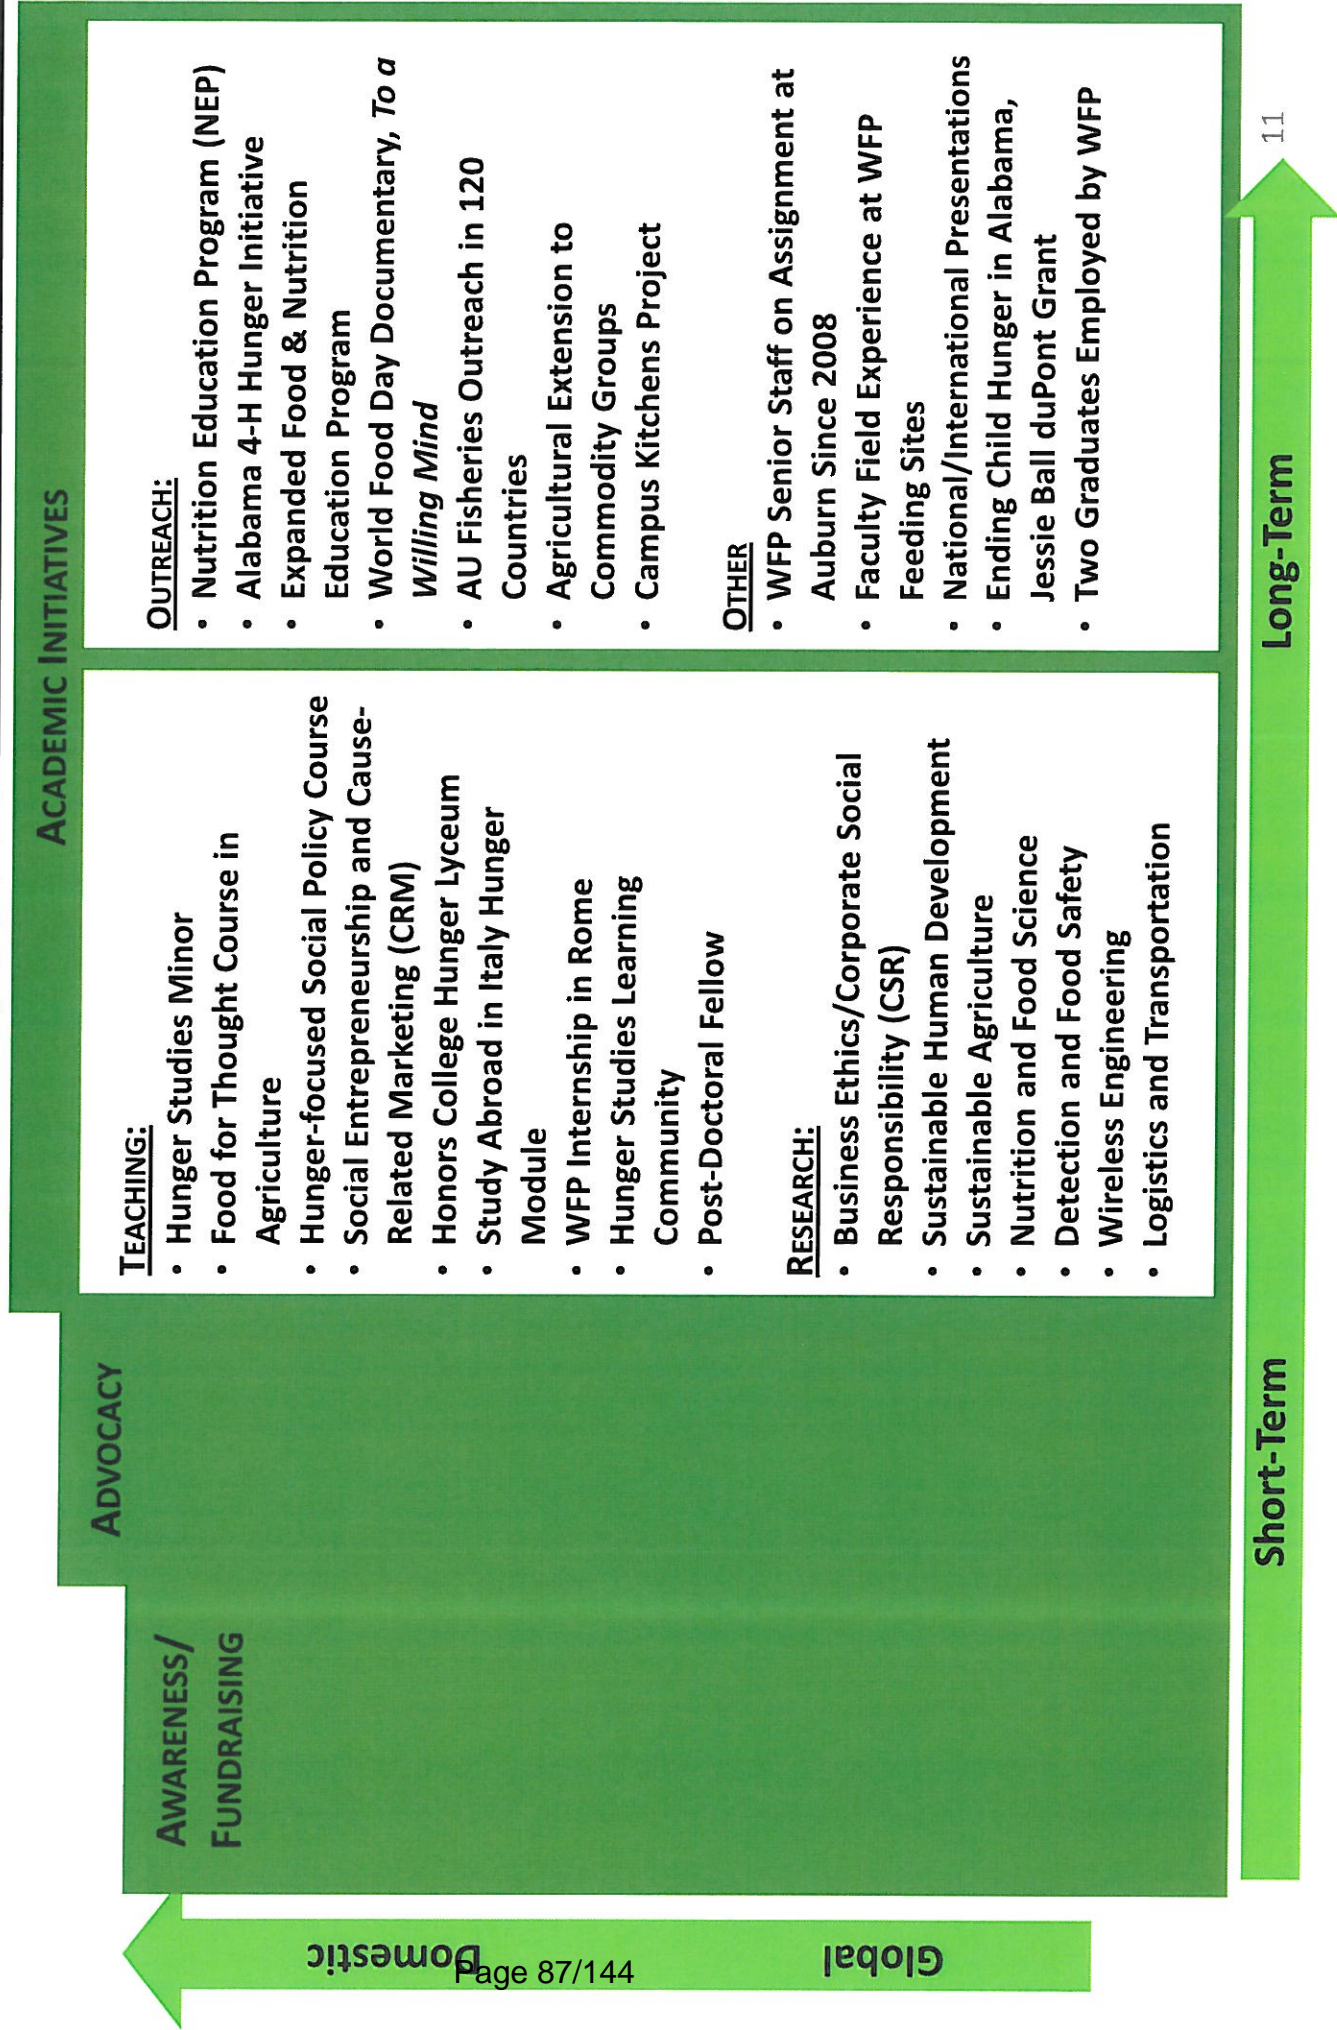 ACADEMIC INITIATIVES
ADVOCACY
AWARENESS/
FUNDRAISING
TEACHING:
• Hunger Studies Minor
• Food for Thought Course in
Agriculture
• Hunger-focused Social Policy Course
• Social Entrepreneurship and Cause-
Related Marketing (CRM)
• Honors College Hunger Lyceum
• Study Abroad in Italy Hunger
Module
• WFP Internship in Rome
• Hunger Studies Learning
Community
• Post-Doctoral Fellow
RESEARCH:
• Business Ethics/Corporate Social
Responsibility (CSR)
• Sustainable Human Development
• Sustainable Agriculture
• Nutrition and Food Science
• Detection and Food Safety
• Wireless Engineering
• Logistics and Transportation
OUTREACH:
• Nutrition Education Program (NEP)
• Alabama 4-H Hunger Initiative
• Expanded Food & Nutrition
Education Program
• World Food Day Documentary, To a
Willing Mind
• AU Fisheries Outreach in 120
Countries
• Agricultural Extension to
Commodity Groups
• Campus Kitchens Project
OTHER
• WFP Senior Staff on Assignment at
Auburn Since 2008
• Faculty Field Experience at WFP
Feeding Sites
• National/International Presentations
• Ending Child Hunger in Alabama,
Jessie Ball duPont Grant
• Two Graduates Employed by WFP
Domestic
Global
Short-Term
Long-Term
11
Page 87/144